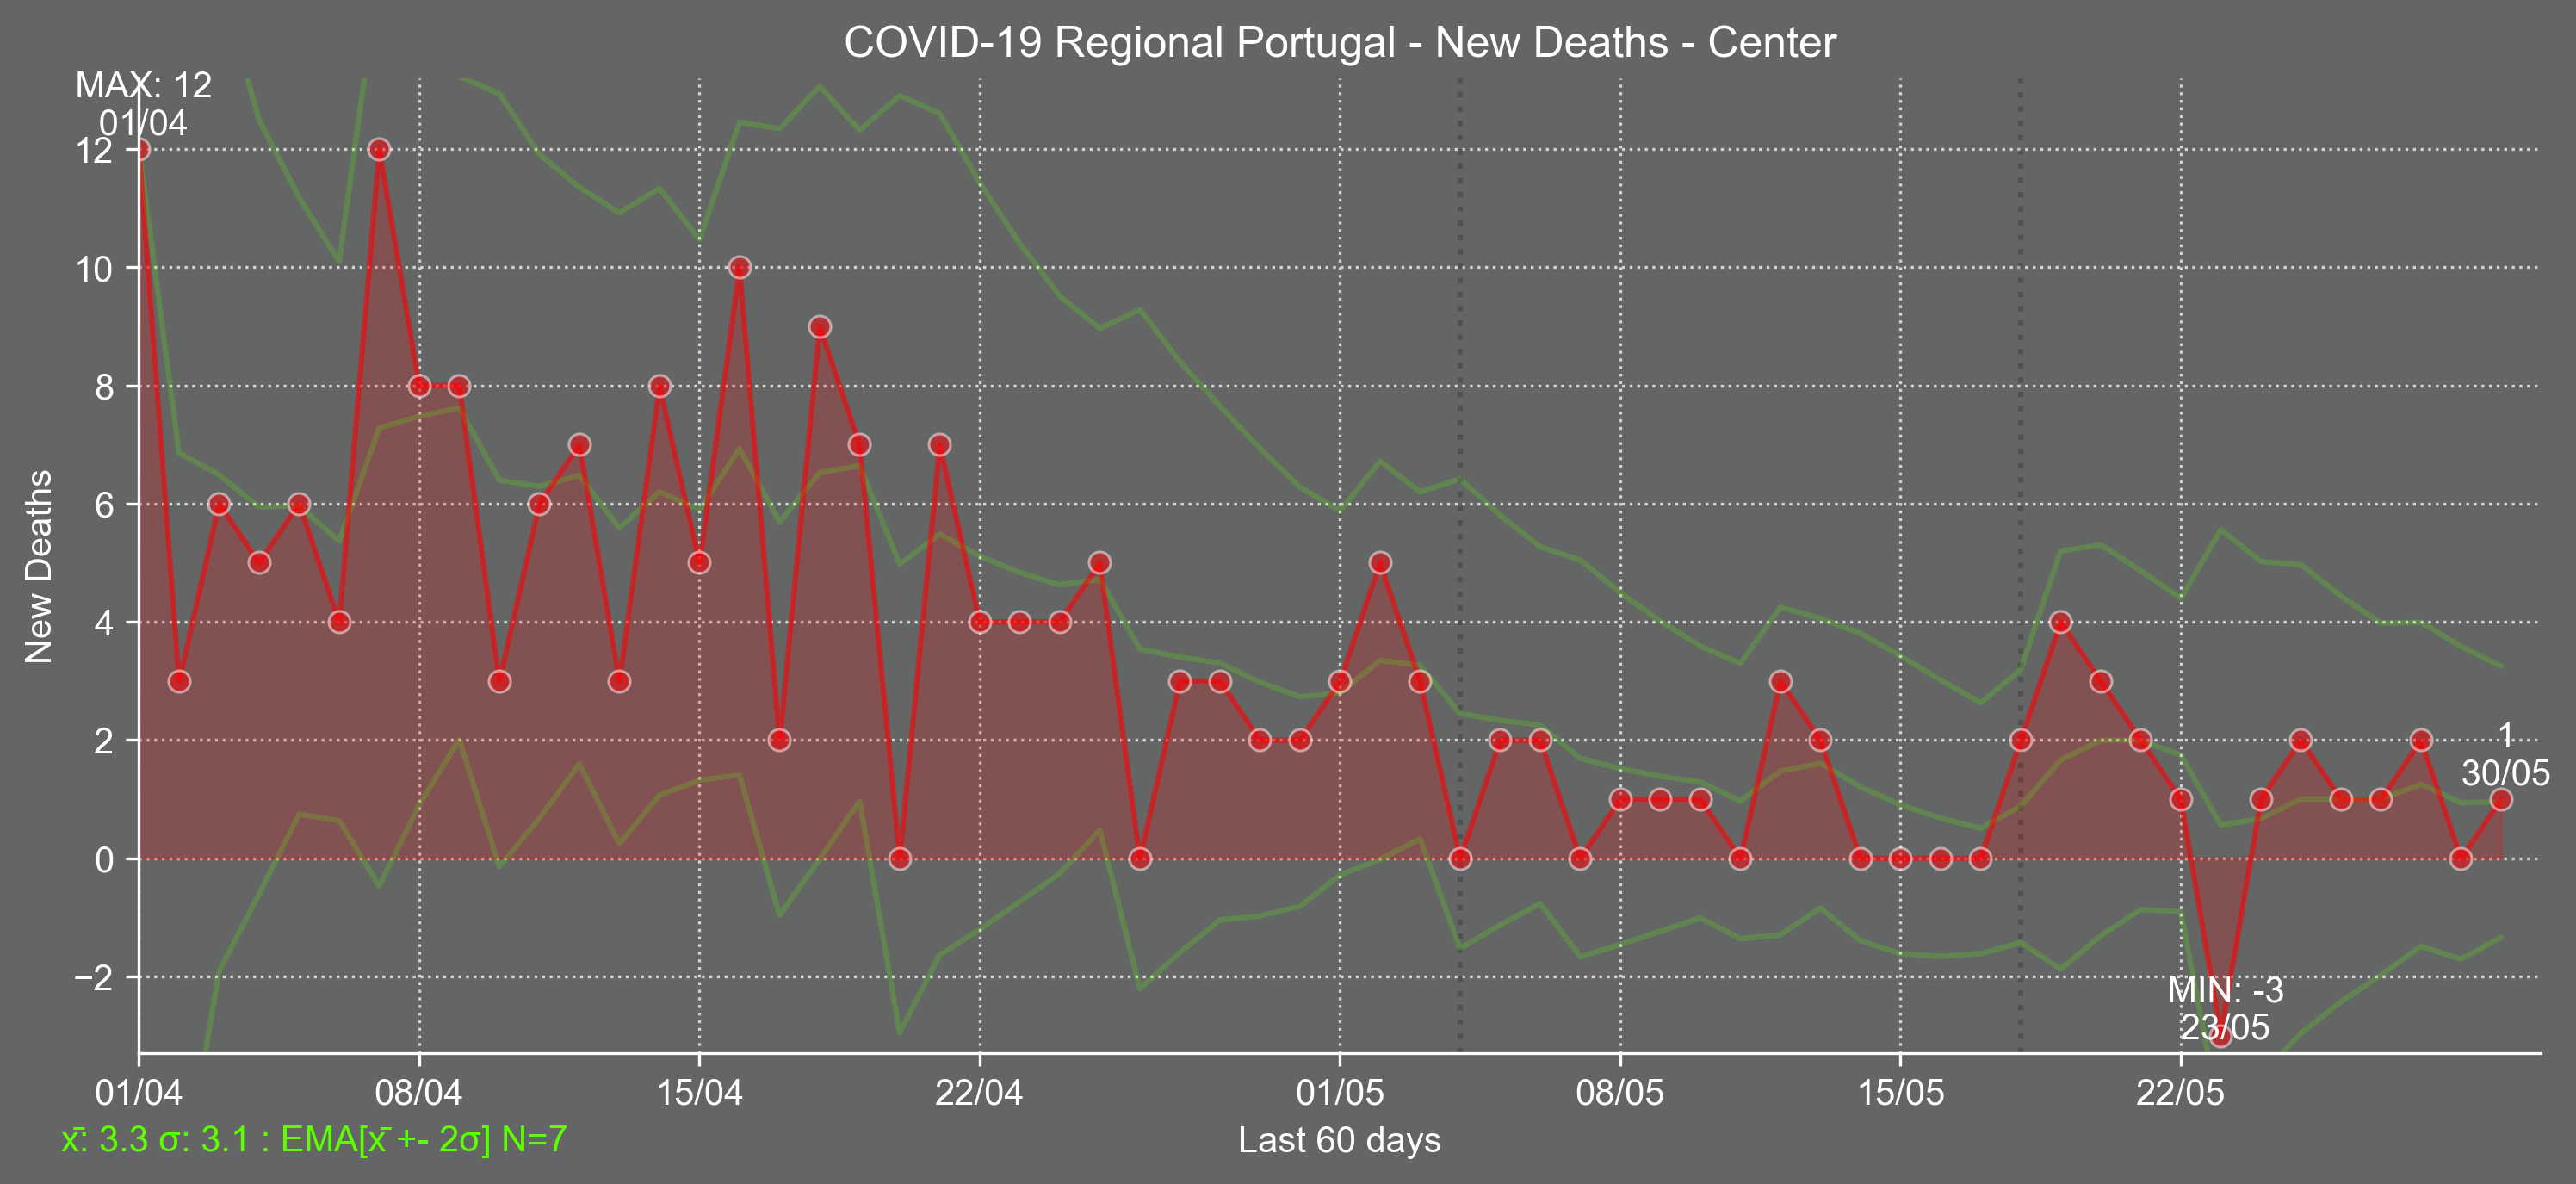 COVID-19 Regional Portugal - New Deaths - Center
MAX: 12
01/04
12
10
8
6
4
2
0
−2
New Deaths
1
30/05
MIN: -3
23/05
01/04 08/04 15/04 22/04 01/05 08/05 15/05 22/05
x̄: 3.3 σ: 3.1 : EMA[x̄ +- 2σ] N=7
Last 60 days